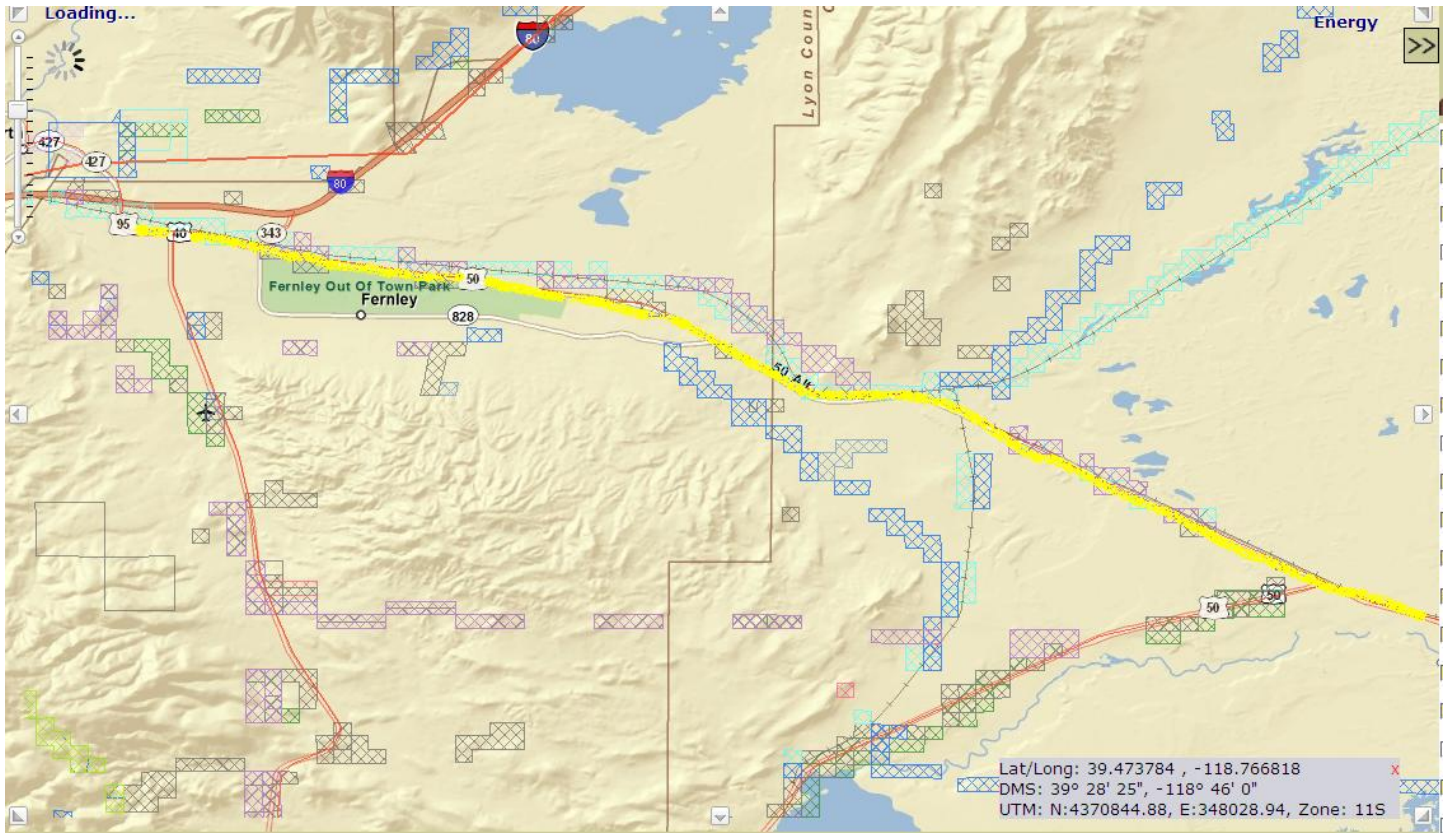 Loading...
Energy
>>
80
Lyon Coun
427
427
80
95
40
343
50
Fernley Out Of Town Park
Fernley
828
50 Alt
50
50
Lat/Long: 39.473784 , -118.766818
x
DMS: 39º 28' 25", -118º 46' 0"
UTM: N:4370844.88, E:348028.94, Zone: 11S